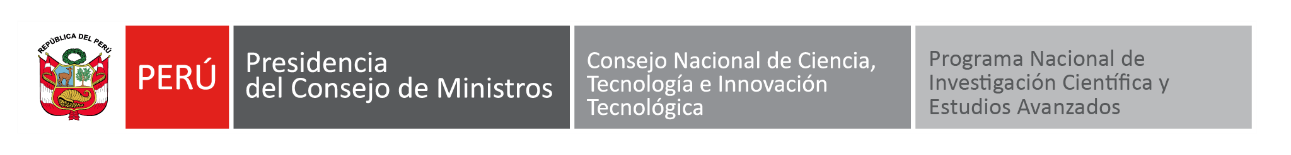 REPÚBLICA DEL PERÚ
PERÚ
Presidencia
del Consejo de Ministros
Consejo Nacional de Ciencia,
Tecnología e Innovación
Tecnológica
Programa Nacional de
Investigación Científica y
Estudios Avanzados